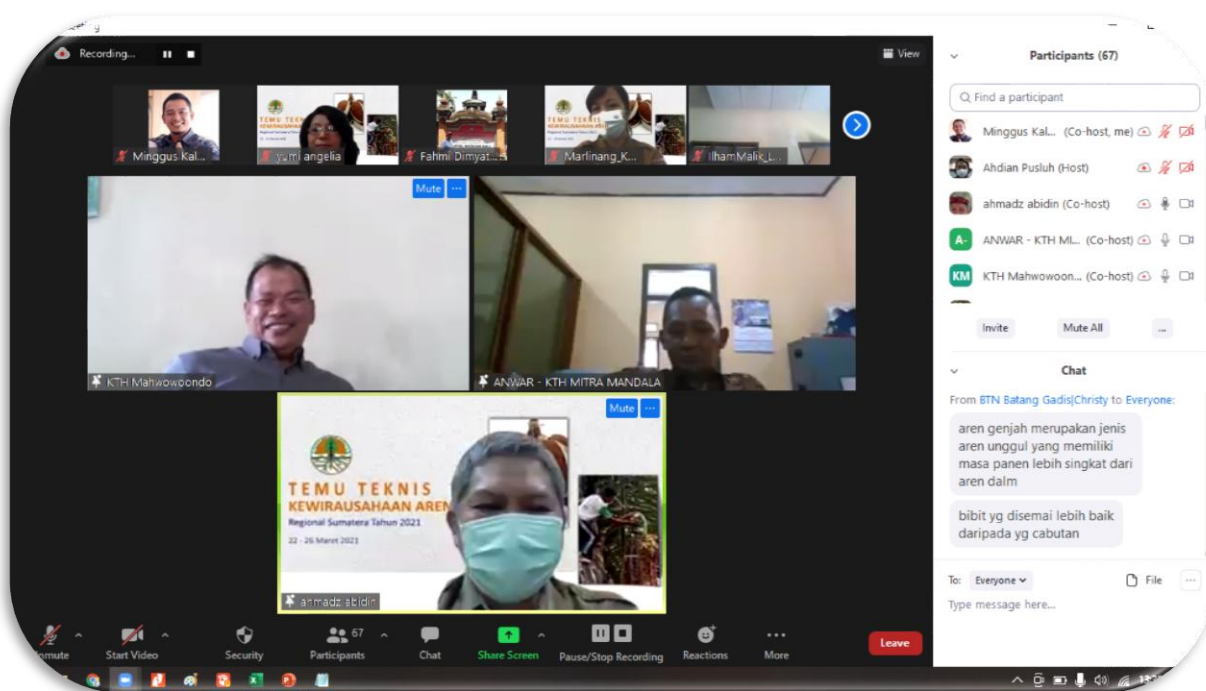 Recording...
View
Minggus Kal...
yumi angelia
Fahmi Dimyat...
Marlinang_K...
IlhamMalik_L...
Mute ...
KTH Mahwowoondo
ANWAR - KTH MITRA MANDALA
Mute ...
TEMU TEKNIS
KEWIRAUSAHAAN AREN
Regional Sumatera Tahun 2021
22 - 26 Maret 2021
ahmadz abidin
Start Video
Security
Participants
67
Chat
Share Screen
Pause/Stop Recording
Reactions
More
Leave
Participants (67)
Find a participant
Minggus Kal... (Co-host, me)
Ahdian Pusluh (Host)
ahmadz abidin (Co-host)
A- ANWAR - KTH MI... (Co-host)
KM KTH Mahwowoon... (Co-host)
Invite
Mute All
...
Chat
From BTN Batang Gadis|Christy to Everyone:
aren genjah merupakan jenis
aren unggul yang memiliki
masa panen lebih singkat dari
aren dalm
bibit yg disemai lebih baik
daripada yg cabutan
To: Everyone
File
...
Type message here...